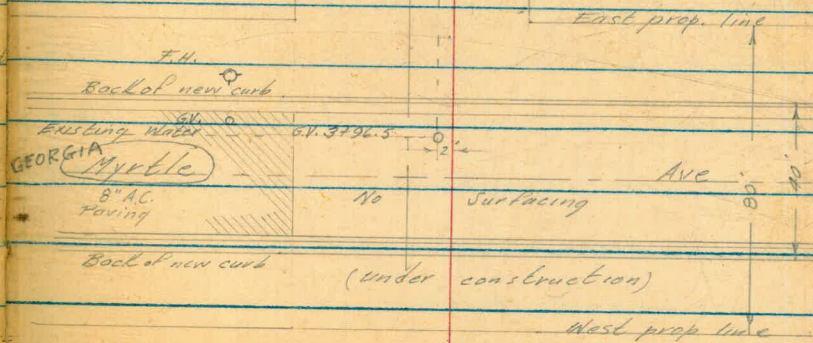 East prop. line
F.H.
Back of new curb
G.V.
Existing Water
G.V. 3796.5
2'
GEORGIA
Myrtle
Ave
80'
40'
8" A.C.
Paving
No Surfacing
Back of new curb
(under construction)
West prop line